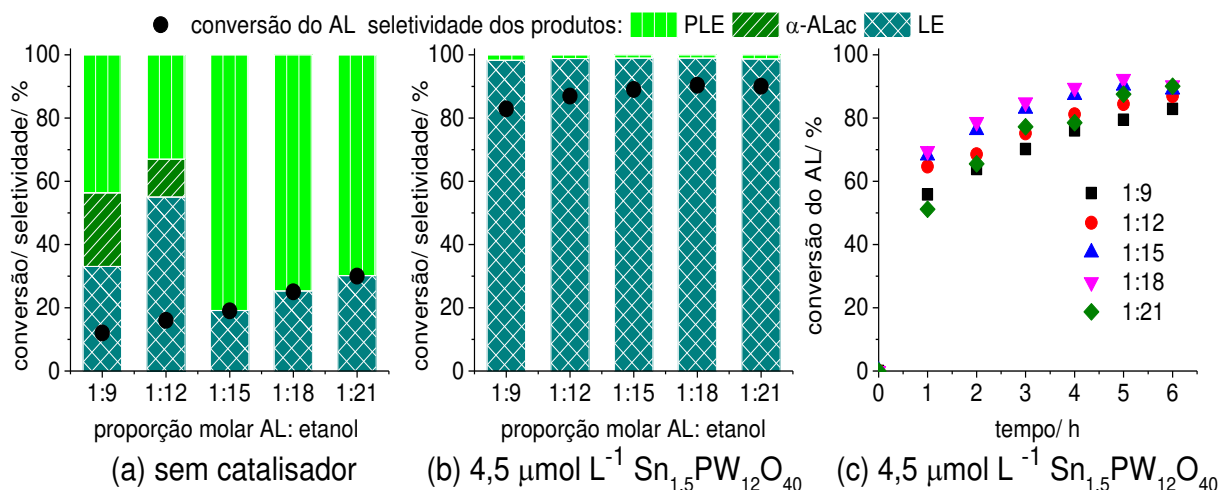 conversão do AL seletividade dos produtos: PLE α-ALac LE
conversão/ seletividade/ %
100
80
60
40
20
0
1:9 1:12 1:15 1:18 1:21
proporção molar AL: etanol
(a) sem catalisador
conversão/ seletividade/ %
100
80
60
40
20
0
1:9 1:12 1:15 1:18 1:21
proporção molar AL: etanol
(b) 4,5 μmol L⁻¹ Sn₁,₅PW₁₂O₄₀
conversão do AL/ %
100
80
60
40
20
0
1:9
1:12
1:15
1:18
1:21
0 1 2 3 4 5 6
tempo/ h
(c) 4,5 μmol L⁻¹ Sn₁,₅PW₁₂O₄₀